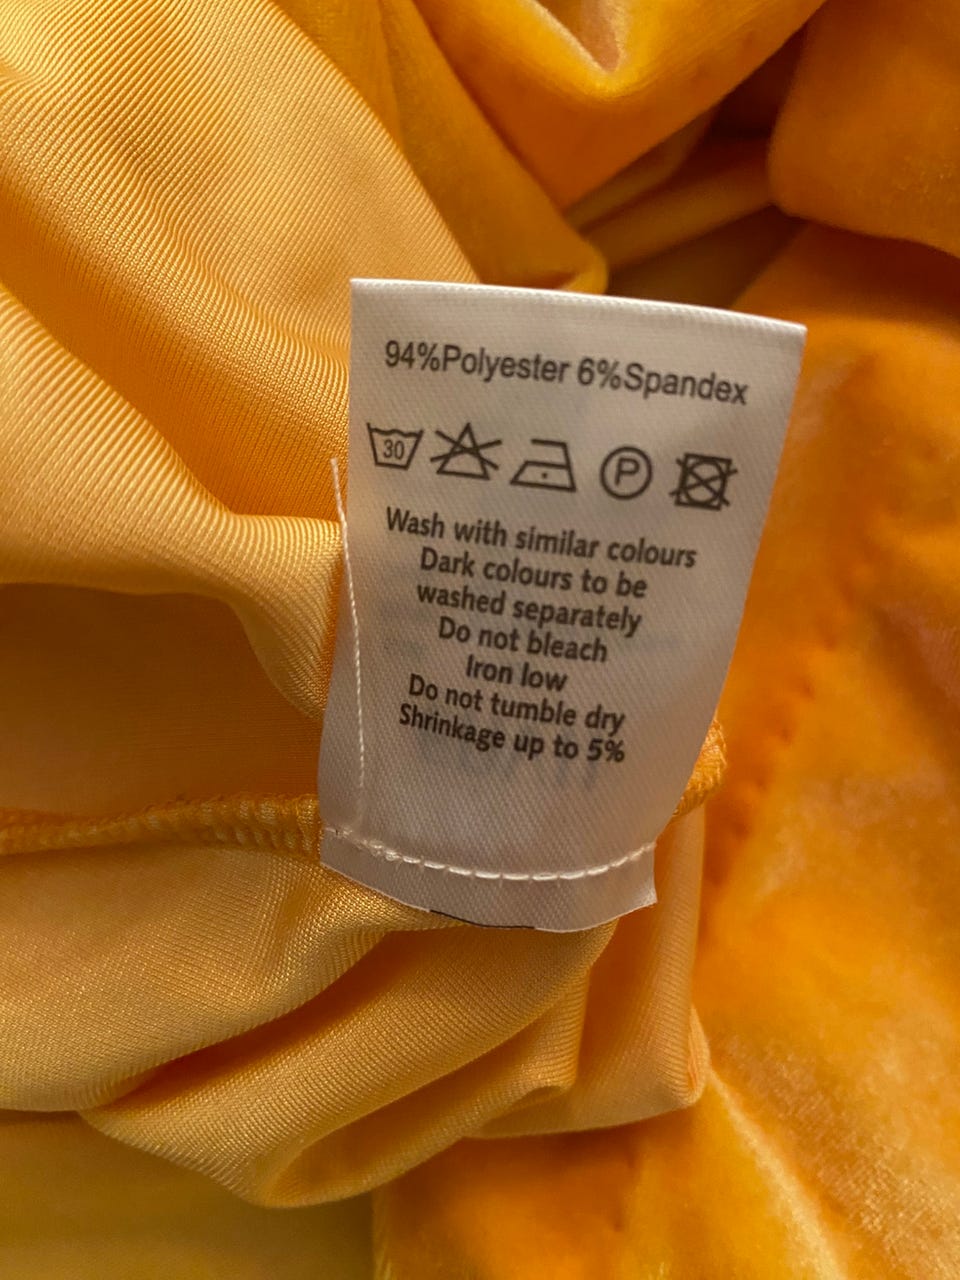 94%Polyester 6%Spandex
30 P
Wash with similar colours
Dark colours to be
washed separately
Do not bleach
Iron low
Do not tumble dry
Shrinkage up to 5%